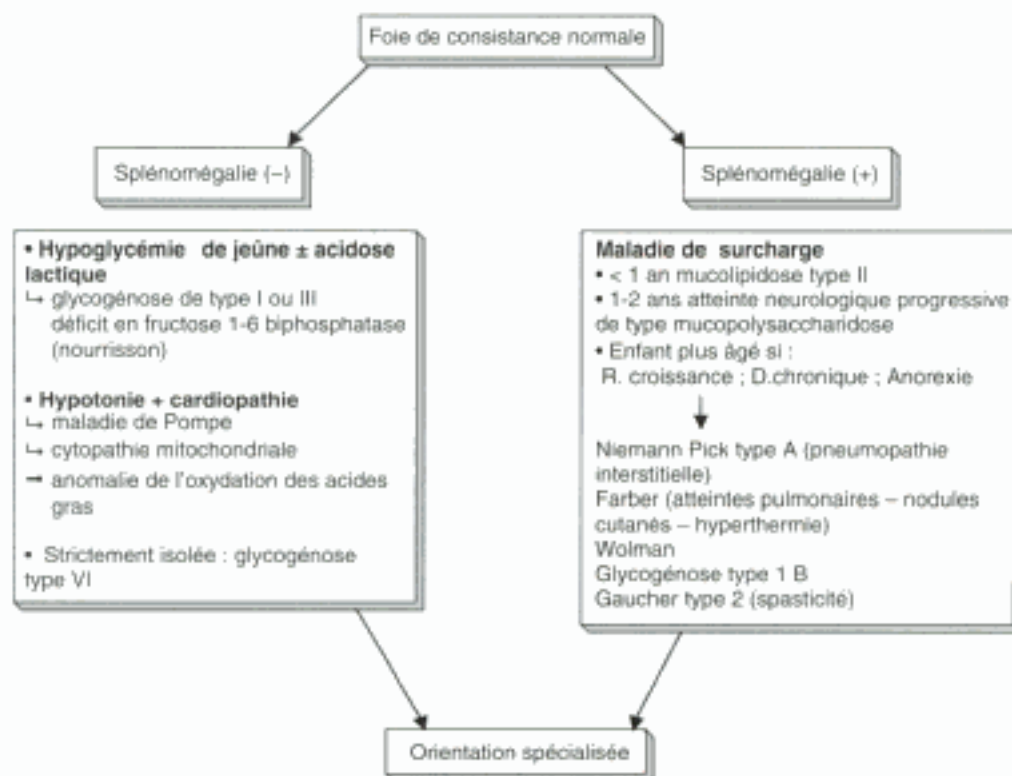 Foie de consistance normale
Splénomégalie (–)
Splénomégalie (+)
• Hypoglycémie de jeûne ± acidose
lactique
↳ glycogénose de type I ou III
déficit en fructose 1-6 biphosphatase
(nourrisson)
• Hypotonie + cardiopathie
↳ maladie de Pompe
↳ cytopathie mitochondriale
→ anomalie de l'oxydation des acides
gras
• Strictement isolée : glycogénose
type VI
Maladie de surcharge
• < 1 an mucolipidose type II
• 1-2 ans atteinte neurologique progressive
de type mucopolysaccharidose
• Enfant plus âgé si :
R. croissance ; D.chronique ; Anorexie
Niemann Pick type A (pneumopathie
interstitielle)
Farber (atteintes pulmonaires – nodules
cutanés – hyperthermie)
Wolman
Glycogénose type 1 B
Gaucher type 2 (spasticité)
Orientation spécialisée